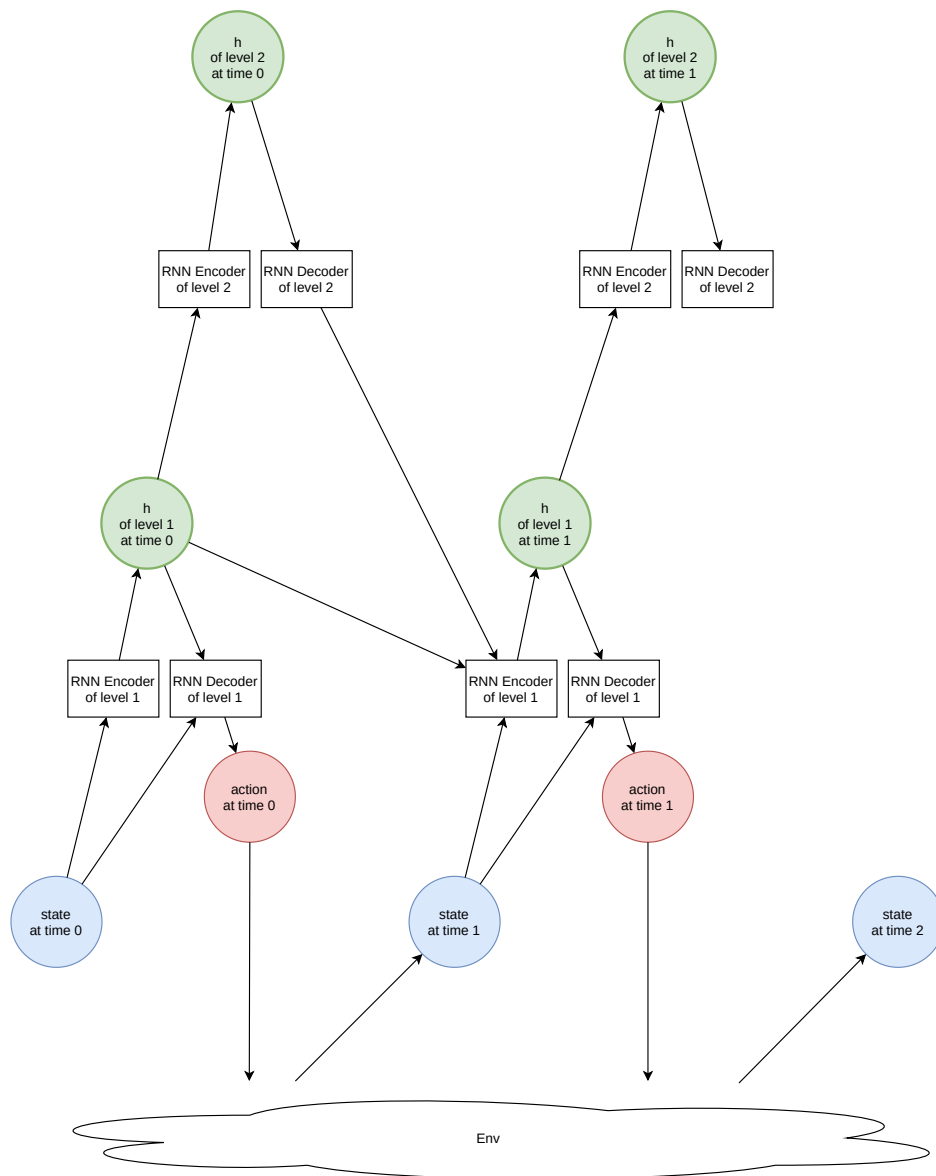 h
of level 2
at time 0
h
of level 2
at time 1
RNN Encoder
of level 2
RNN Decoder
of level 2
RNN Encoder
of level 2
RNN Decoder
of level 2
h
of level 1
at time 0
h
of level 1
at time 1
RNN Encoder
of level 1
RNN Decoder
of level 1
RNN Encoder
of level 1
RNN Decoder
of level 1
action
at time 0
action
at time 1
state
at time 0
state
at time 1
state
at time 2
Env